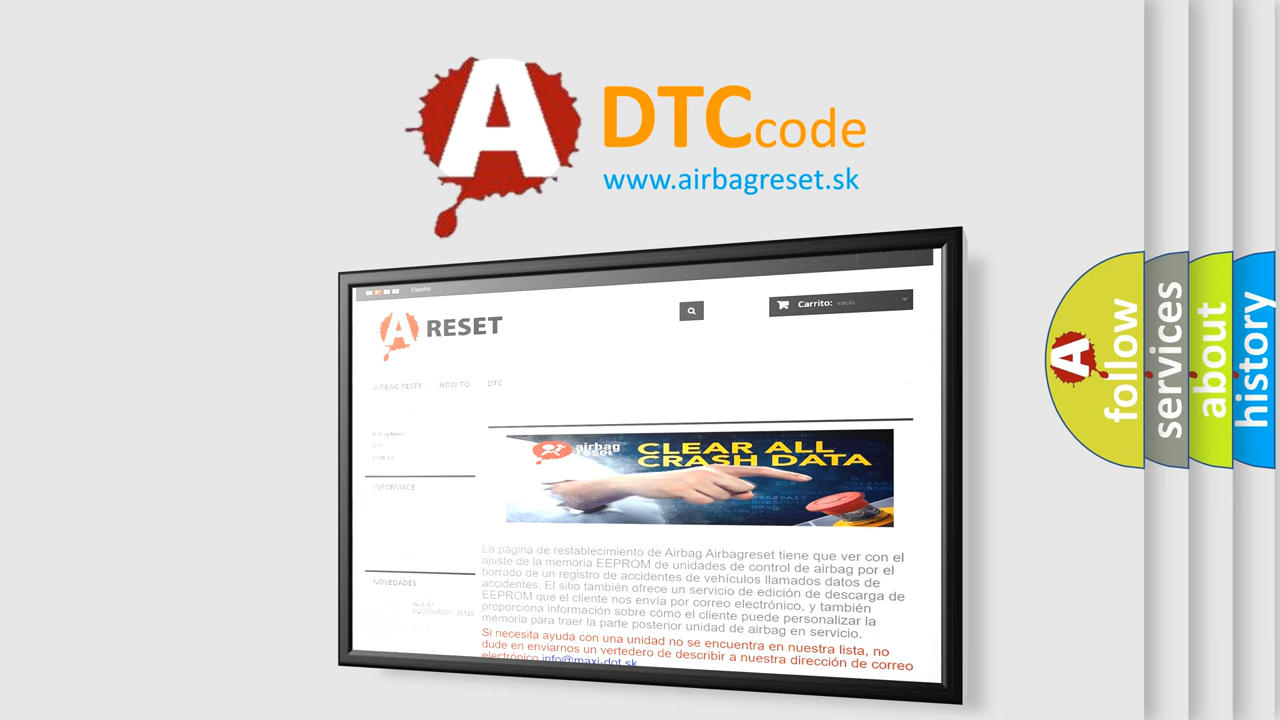 A
DTC code
www.airbagreset.sk
Español
A RESET
Carrito: vacío
AIRBAG RESET HOW TO DTC
INFORMACE
airbag
reset
CLEAR ALL
CRASH DATA
La página de restablecimiento de Airbag Airbagreset tiene que ver con el
ajuste de la memoria EEPROM de unidades de control de airbag por el
borrado de un registro de accidentes de vehículos llamados datos de
accidentes. El sitio también ofrece un servicio de edición de descarga de
EEPROM que el cliente nos envía por correo electrónico, y también
proporciona información sobre cómo el cliente puede personalizar la
memoria para traer la parte posterior unidad de airbag en servicio.
Si necesita ayuda con una unidad no se encuentra en nuestra lista, no
dude en enviarnos un vertedero de describir a nuestra dirección de correo
electrónico info@maxi-dot.sk
NOVEDADES
A
follow
services
about
history